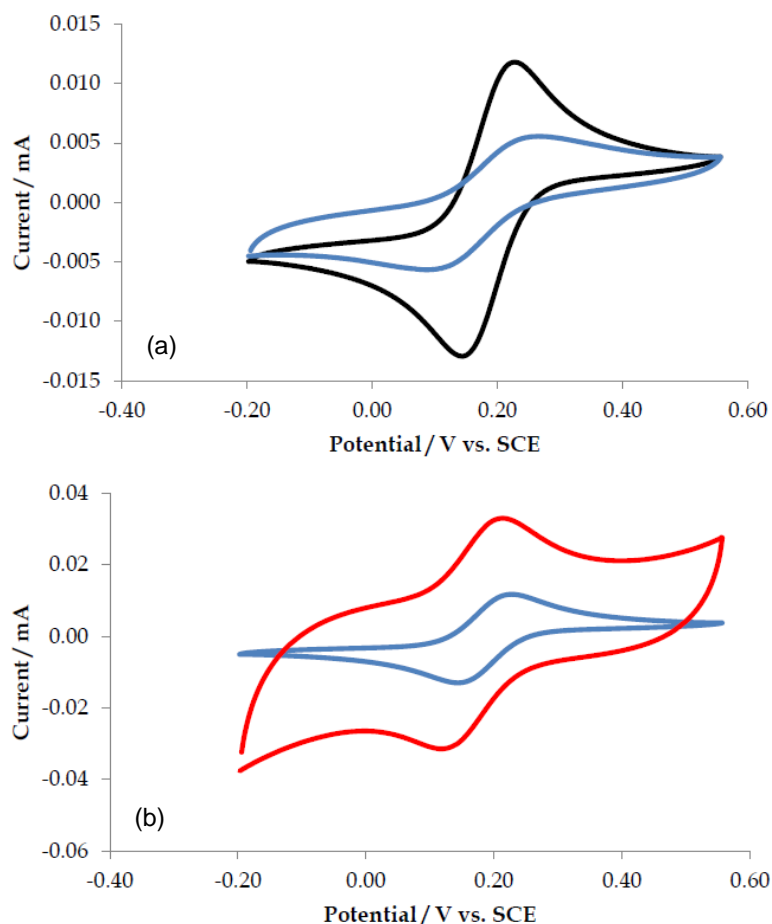 0.015
0.010
0.005
0.000
-0.005
-0.010
-0.015
Current / mA
(a)
-0.40 -0.20 0.00 0.20 0.40 0.60
Potential / V vs. SCE
0.04
0.02
0.00
-0.02
-0.04
-0.06
Current / mA
(b)
-0.40 -0.20 0.00 0.20 0.40 0.60
Potential / V vs. SCE